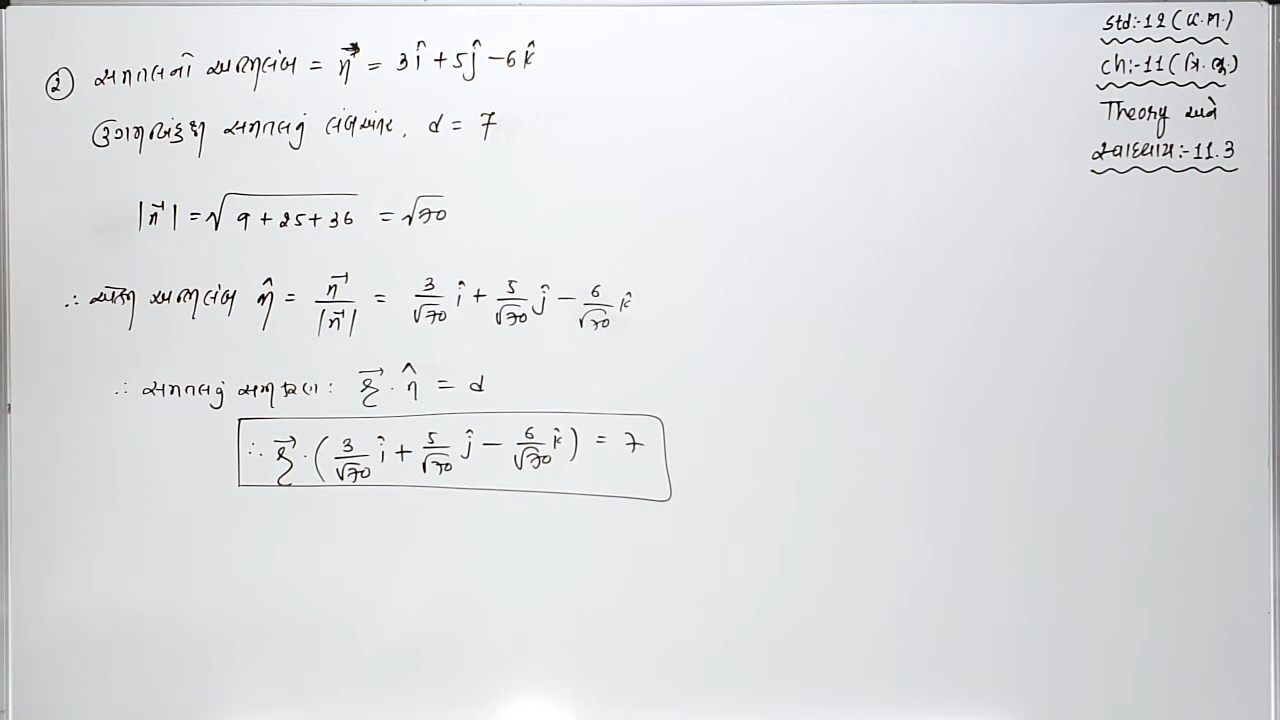 ② સમતલનો અભિલંબ = n⃗ = 3î + 5ĵ − 6k̂
ઉગમબિંદુથી સમતલનું લંબઅંતર, d = 7
|n⃗| = √(9 + 25 + 36) = √70
∴ એકમ અભિલંબ n̂ = n⃗/|n⃗| = 3/√70 î + 5/√70 ĵ − 6/√70 k̂
∴ સમતલનું સમીકરણ: r⃗ · n̂ = d
∴ r⃗ · (3/√70 î + 5/√70 ĵ − 6/√70 k̂) = 7
Std:-12 (
ch:-11 (ત્રિ. ભૂ.)
Theory અને
સ્વાધ્યાય:-11.3